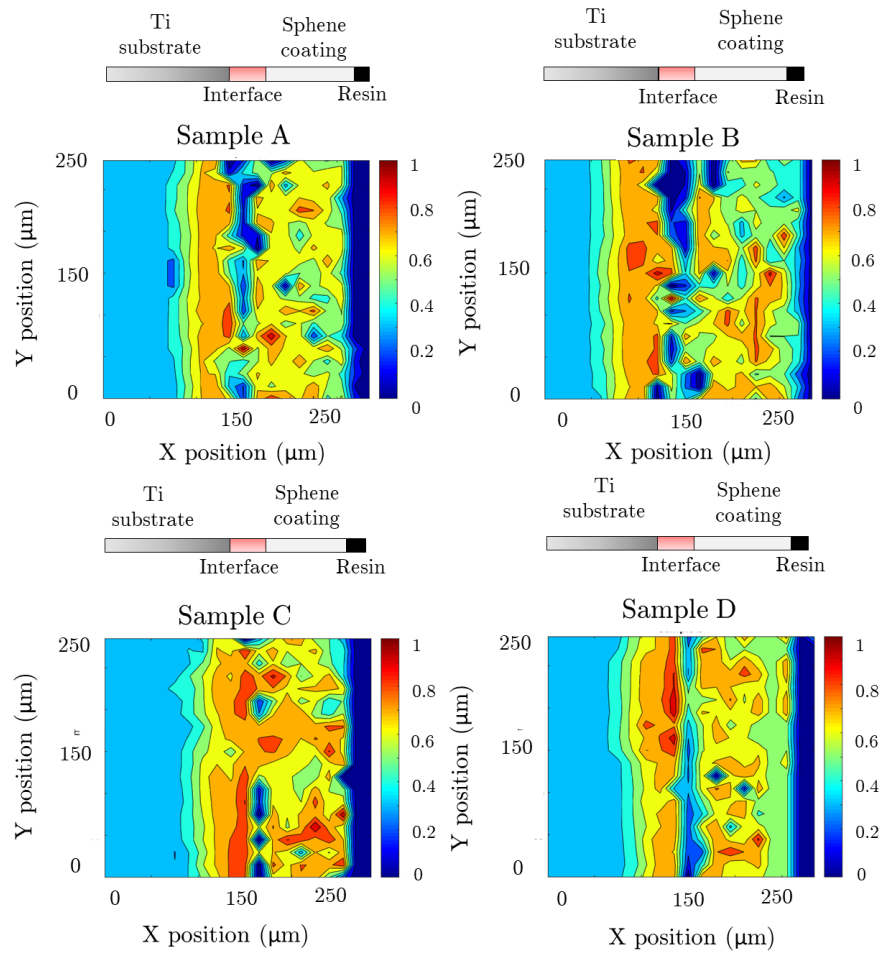 Ti
substrate
Sphene
coating
Interface
Resin
Sample A
250
150
0
Y position (μm)
0
150
250
X position (μm)
1
0.8
0.6
0.4
0.2
0
Ti
substrate
Sphene
coating
Interface
Resin
Sample B
250
150
0
Y position (μm)
0
150
250
X position (μm)
1
0.8
0.6
0.4
0.2
0
Ti
substrate
Sphene
coating
Interface
Resin
Sample C
250
150
0
Y position (μm)
0
150
250
X position (μm)
1
0.8
0.6
0.4
0.2
0
Ti
substrate
Sphene
coating
Interface
Resin
Sample D
250
150
0
Y position (μm)
0
150
250
X position (μm)
1
0.8
0.6
0.4
0.2
0